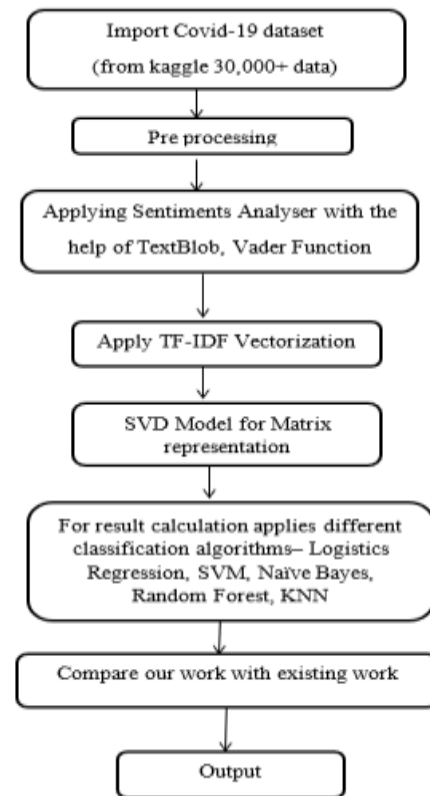 Import Covid-19 dataset
(from kaggle 30,000+ data)
Pre processing
Applying Sentiments Analyser with the
help of TextBlob, Vader Function
Apply TF-IDF Vectorization
SVD Model for Matrix
representation
For result calculation applies different
classification algorithms– Logistics
Regression, SVM, Naïve Bayes,
Random Forest, KNN
Compare our work with existing work
Output